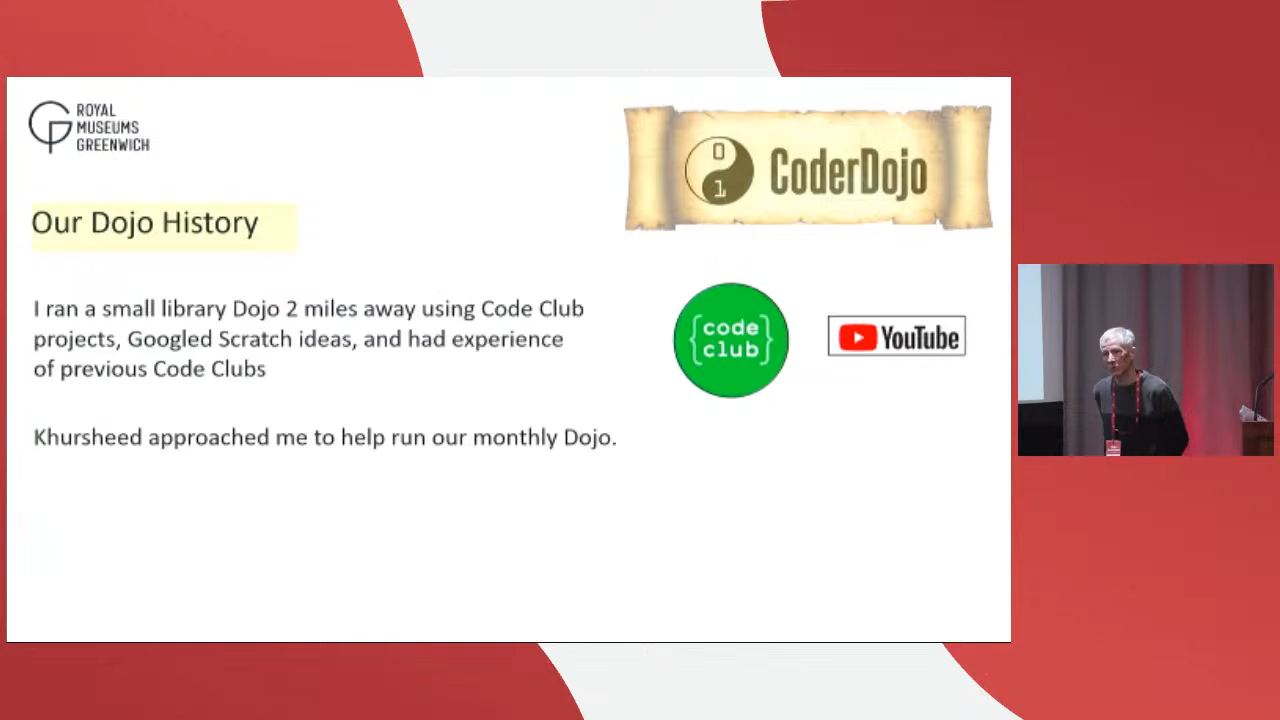 ROYAL
MUSEUMS
GREENWICH
0
1
CoderDojo
Our Dojo History
I ran a small library Dojo 2 miles away using Code Club
projects, Googled Scratch ideas, and had experience
of previous Code Clubs
{code
club}
YouTube
Khursheed approached me to help run our monthly Dojo.